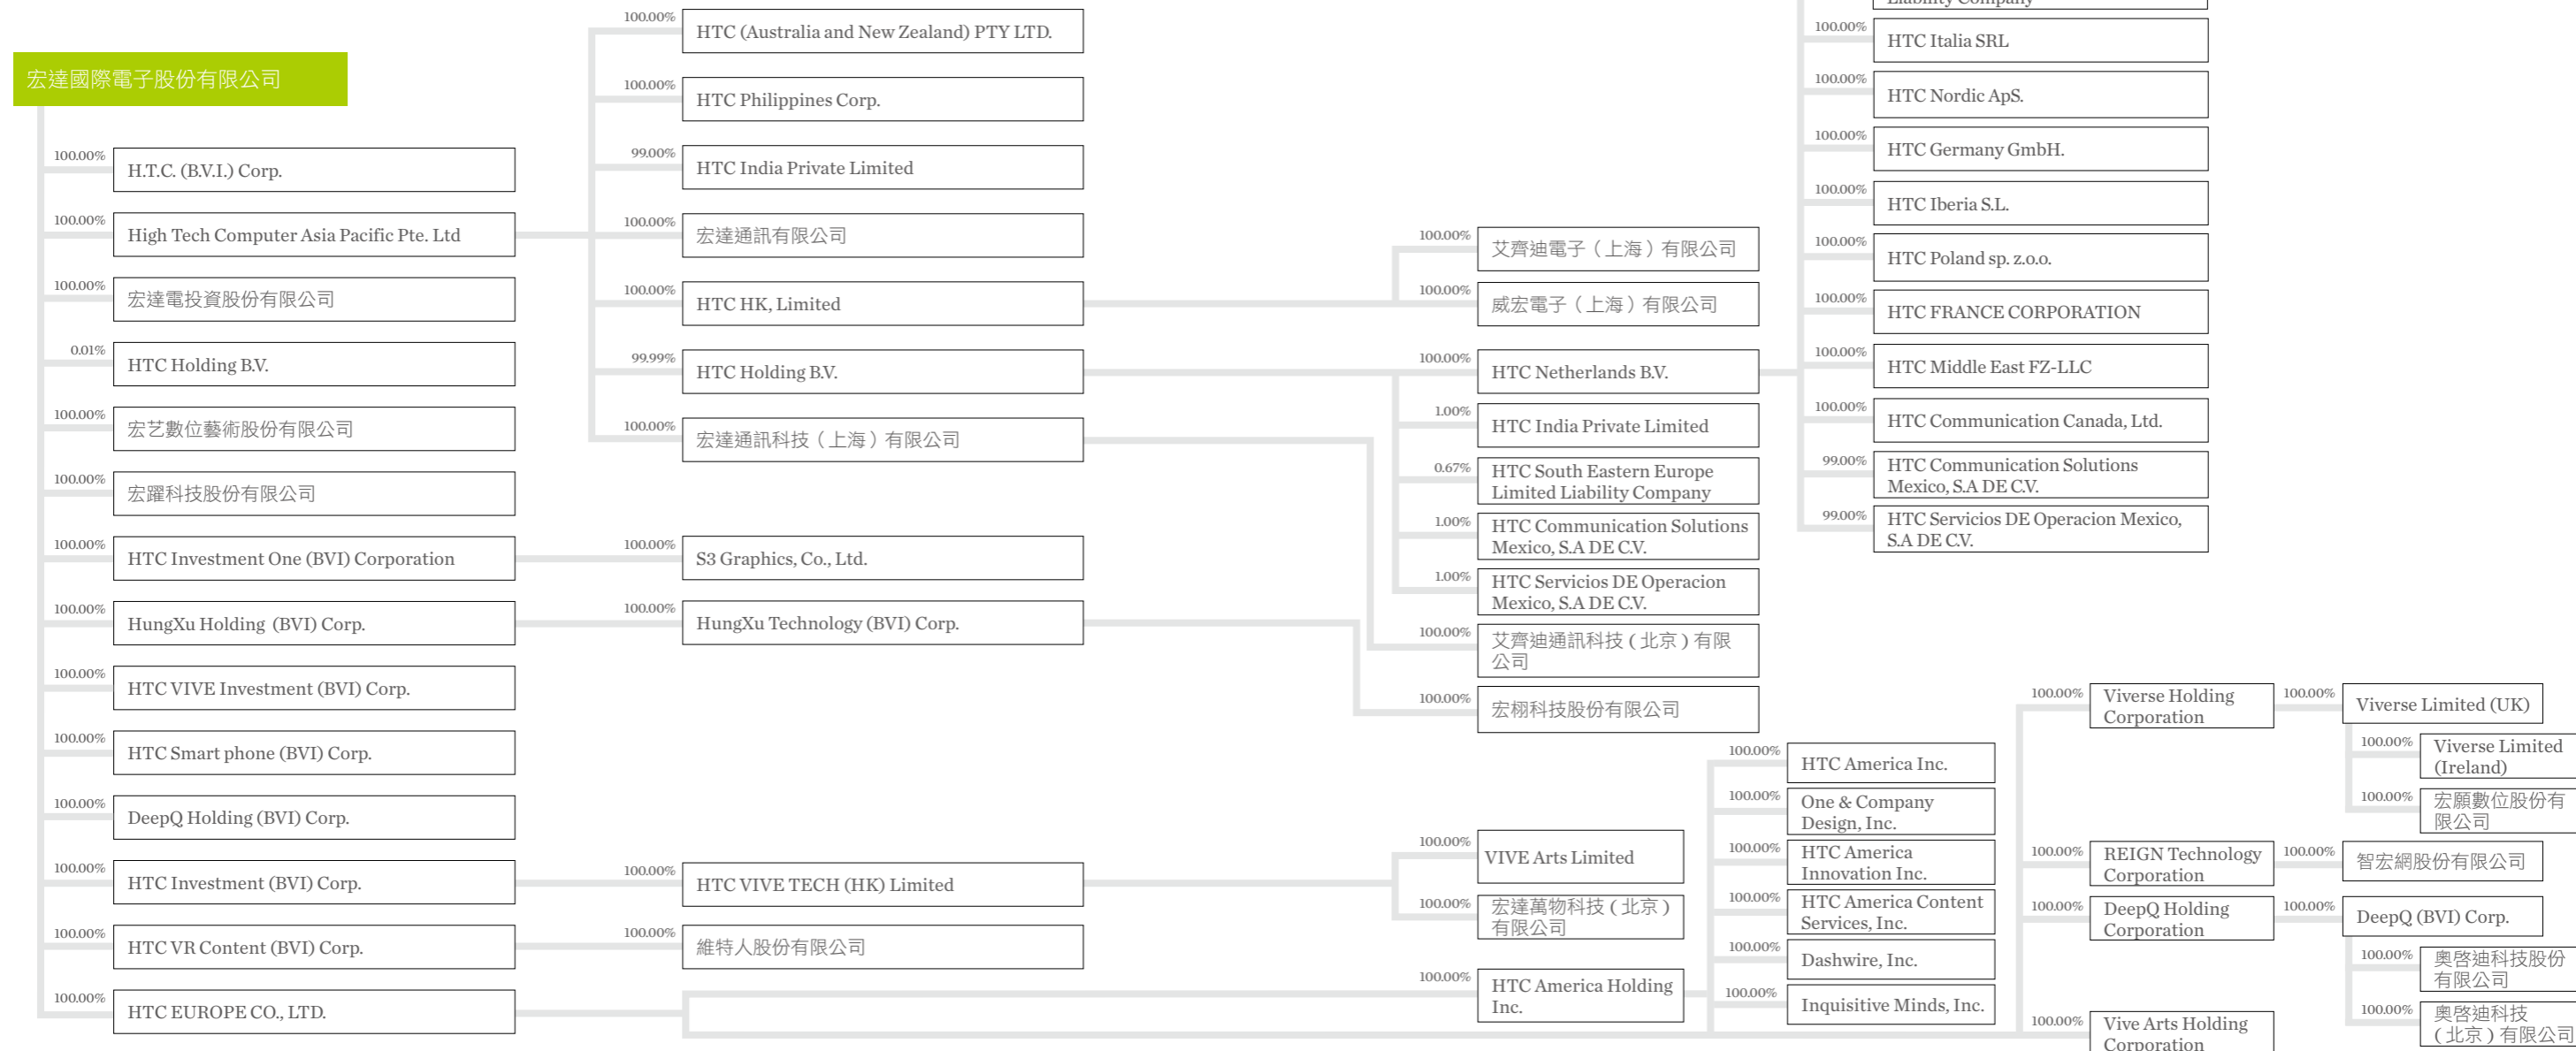 宏達國際電子股份有限公司
100.00%
H.T.C. (B.V.I.) Corp.
100.00%
High Tech Computer Asia Pacific Pte. Ltd
100.00%
宏達電投資股份有限公司
0.01%
HTC Holding B.V.
100.00%
宏艺數位藝術股份有限公司
100.00%
宏躍科技股份有限公司
100.00%
HTC Investment One (BVI) Corporation
100.00%
HungXu Holding (BVI) Corp.
100.00%
HTC VIVE Investment (BVI) Corp.
100.00%
HTC Smart phone (BVI) Corp.
100.00%
DeepQ Holding (BVI) Corp.
100.00%
HTC Investment (BVI) Corp.
100.00%
HTC VR Content (BVI) Corp.
100.00%
HTC EUROPE CO., LTD.
100.00%
HTC (Australia and New Zealand) PTY LTD.
100.00%
HTC Philippines Corp.
99.00%
HTC India Private Limited
100.00%
宏達通訊有限公司
100.00%
HTC HK, Limited
99.99%
HTC Holding B.V.
100.00%
宏達通訊科技（上海）有限公司
100.00%
S3 Graphics, Co., Ltd.
100.00%
HungXu Technology (BVI) Corp.
100.00%
HTC VIVE TECH (HK) Limited
100.00%
維特人股份有限公司
100.00%
艾齊迪電子（上海）有限公司
100.00%
威宏電子（上海）有限公司
100.00%
HTC Netherlands B.V.
1.00%
HTC India Private Limited
0.67%
HTC South Eastern Europe
Limited Liability Company
1.00%
HTC Communication Solutions
Mexico, S.A DE C.V.
1.00%
HTC Servicios DE Operacion
Mexico, S.A DE C.V.
100.00%
艾齊迪通訊科技 ( 北京 ) 有限
公司
100.00%
宏栩科技股份有限公司
100.00%
VIVE Arts Limited
100.00%
宏達萬物科技 ( 北京 )
有限公司
100.00%
HTC America Holding
Inc.
Liability Company
100.00%
HTC Italia SRL
100.00%
HTC Nordic ApS.
100.00%
HTC Germany GmbH.
100.00%
HTC Iberia S.L.
100.00%
HTC Poland sp. z.o.o.
100.00%
HTC FRANCE CORPORATION
100.00%
HTC Middle East FZ-LLC
100.00%
HTC Communication Canada, Ltd.
99.00%
HTC Communication Solutions
Mexico, S.A DE C.V.
99.00%
HTC Servicios DE Operacion Mexico,
S.A DE C.V.
100.00%
HTC America Inc.
100.00%
One & Company
Design, Inc.
100.00%
HTC America
Innovation Inc.
100.00%
HTC America Content
Services, Inc.
100.00%
Dashwire, Inc.
100.00%
Inquisitive Minds, Inc.
100.00%
Viverse Holding
Corporation
100.00%
Viverse Limited (UK)
100.00%
Viverse Limited
(Ireland)
100.00%
宏願數位股份有
限公司
100.00%
REIGN Technology
Corporation
100.00%
智宏網股份有限公司
100.00%
DeepQ Holding
Corporation
100.00%
DeepQ (BVI) Corp.
100.00%
奧啓迪科技股份
有限公司
100.00%
奧啓迪科技
( 北京 ) 有限公司
100.00%
Vive Arts Holding
Corporation